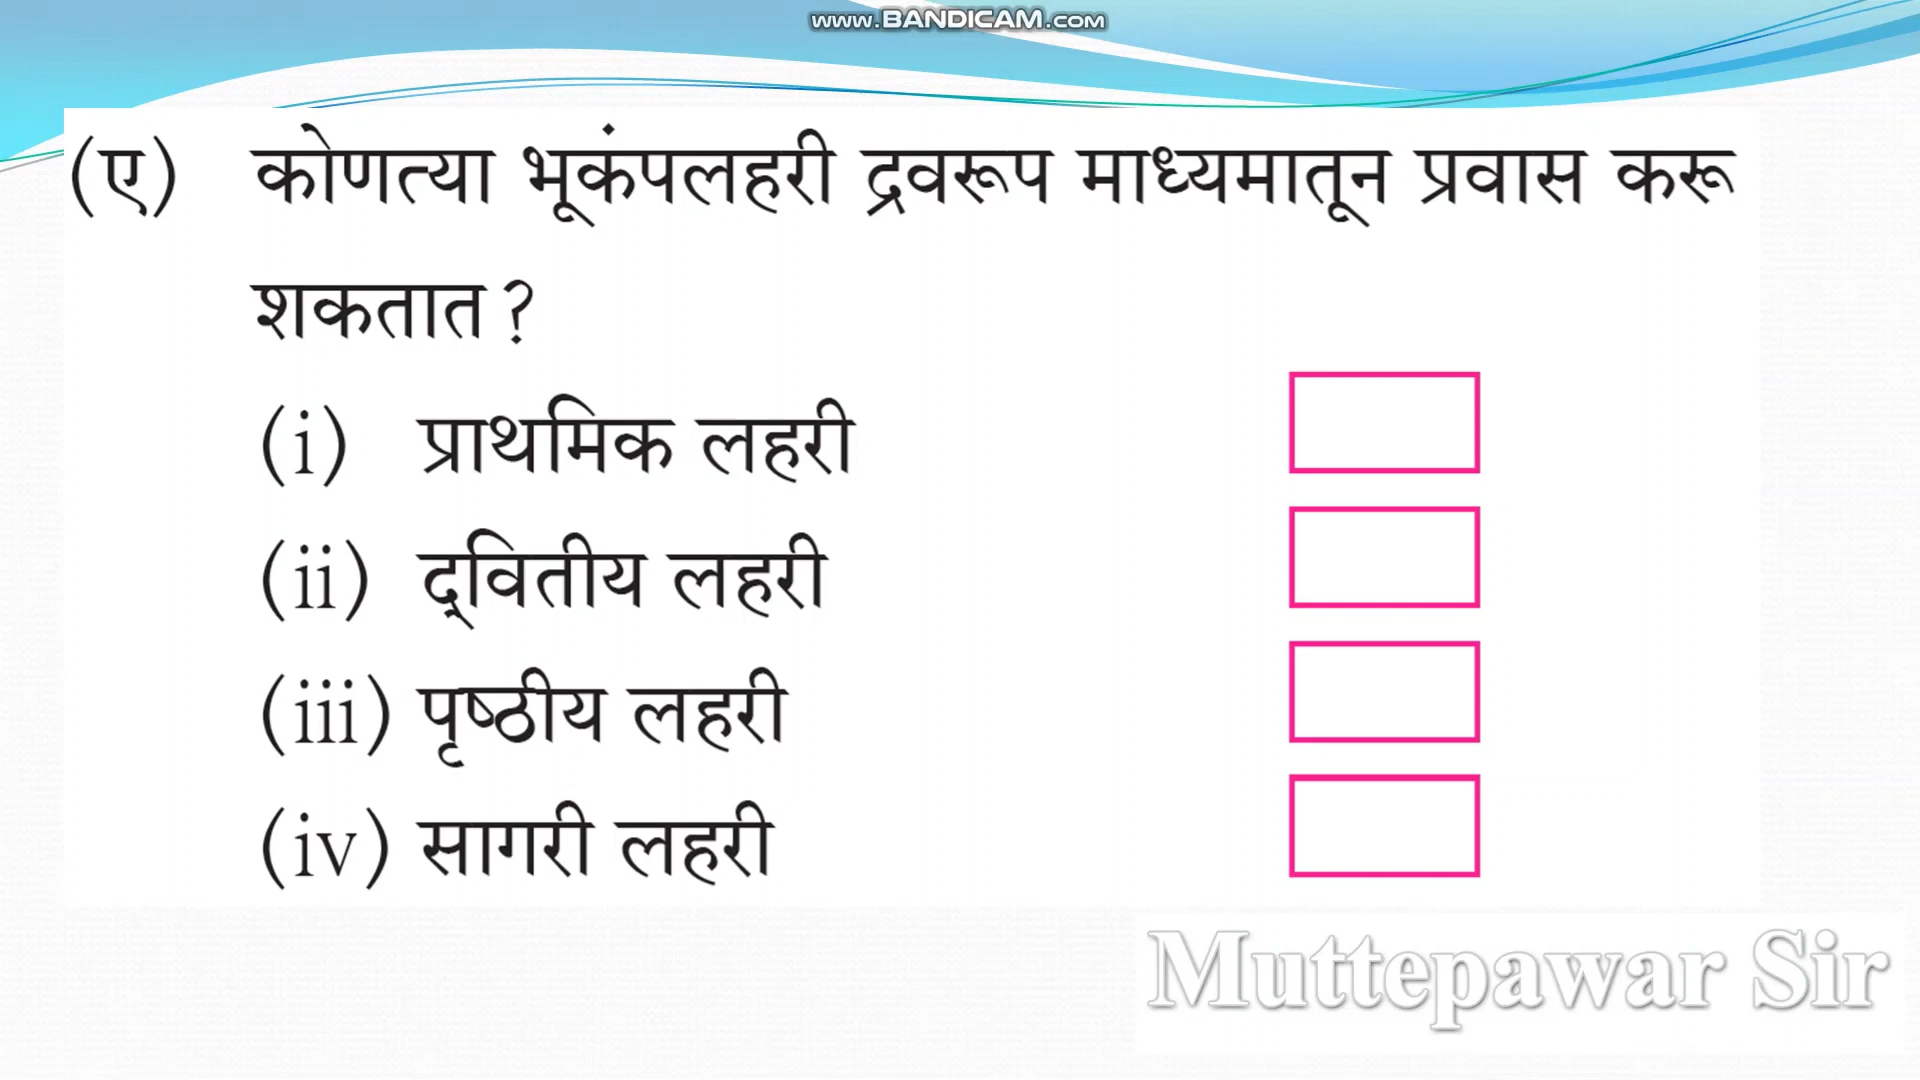 www.BANDICAM.com
(ए) कोणत्या भूकंपलहरी द्रवरूप माध्यमातून प्रवास करू
शकतात ?
(i) प्राथमिक लहरी
(ii) द्‌वितीय लहरी
(iii) पृष्ठीय लहरी
(iv) सागरी लहरी
Muttepawar Sir